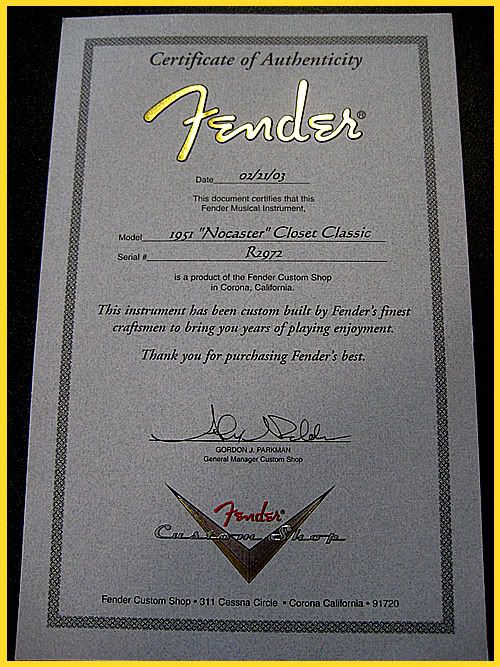 Certificate of Authenticity
Fender®
Date 02/21/03
This document certifies that this
Fender Musical Instrument,
Model 1951 "Nocaster" Closet Classic
Serial # R2972
is a product of the Fender Custom Shop
in Corona, California.
This instrument has been custom built by Fender's finest
craftsmen to bring you years of playing enjoyment.
Thank you for purchasing Fender's best.
GORDON J. PARKMAN
General Manager Custom Shop
Fender®
Custom Shop
Fender Custom Shop • 311 Cessna Circle • Corona California • 91720